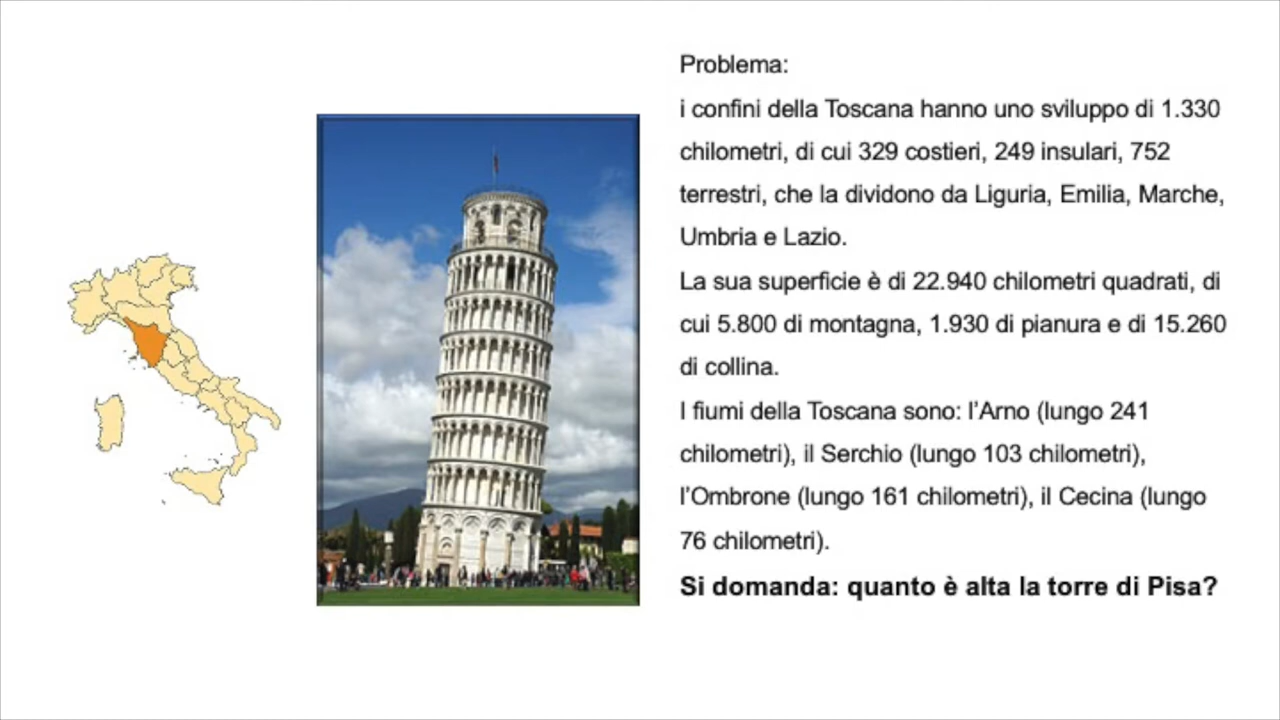 Problema:
i confini della Toscana hanno uno sviluppo di 1.330
chilometri, di cui 329 costieri, 249 insulari, 752
terrestri, che la dividono da Liguria, Emilia, Marche,
Umbria e Lazio.
La sua superficie è di 22.940 chilometri quadrati, di
cui 5.800 di montagna, 1.930 di pianura e di 15.260
di collina.
I fiumi della Toscana sono: l’Arno (lungo 241
chilometri), il Serchio (lungo 103 chilometri),
l’Ombrone (lungo 161 chilometri), il Cecina (lungo
76 chilometri).
Si domanda: quanto è alta la torre di Pisa?